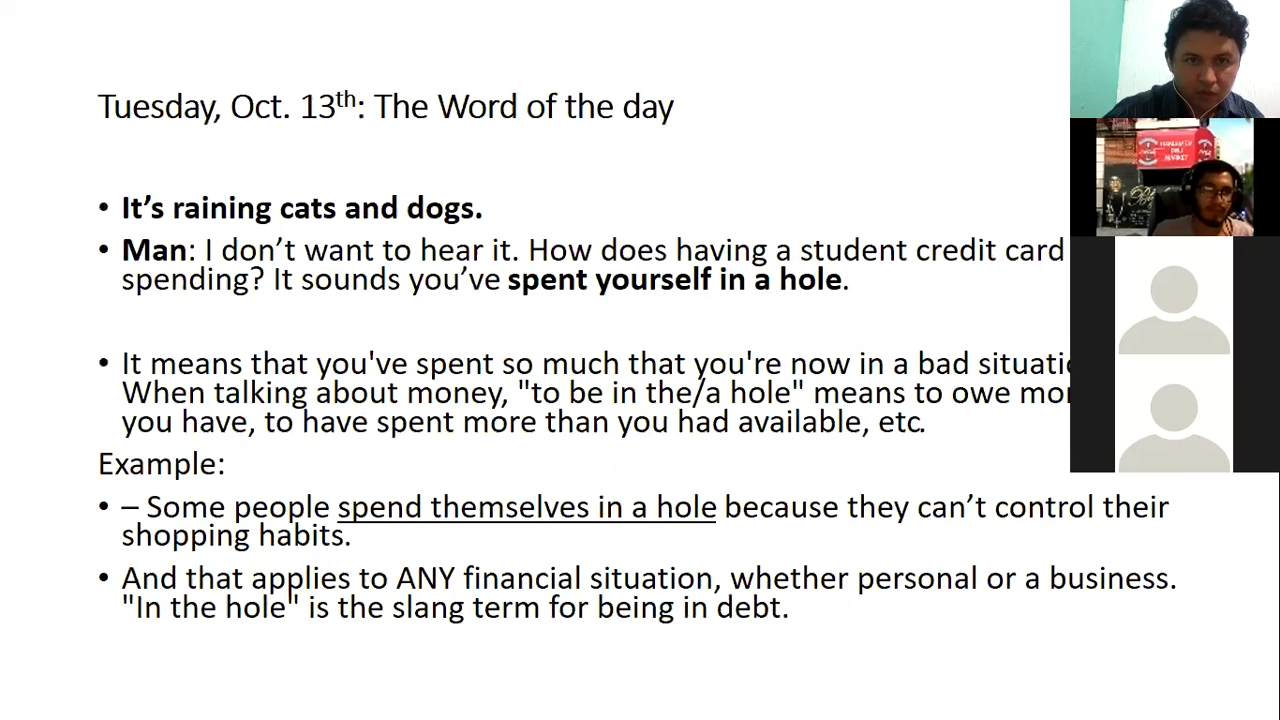 Tuesday, Oct. 13th: The Word of the day
• It’s raining cats and dogs.
• Man: I don’t want to hear it. How does having a student credit card
spending? It sounds you’ve spent yourself in a hole.
• It means that you've spent so much that you're now in a bad
When talking about money, "to be in the/a hole" means to owe
you have, to have spent more than you had available, etc.
Example:
• – Some people spend themselves in a hole because they can’t control their
shopping habits.
• And that applies to ANY financial situation, whether personal or a business.
"In the hole" is the slang term for being in debt.